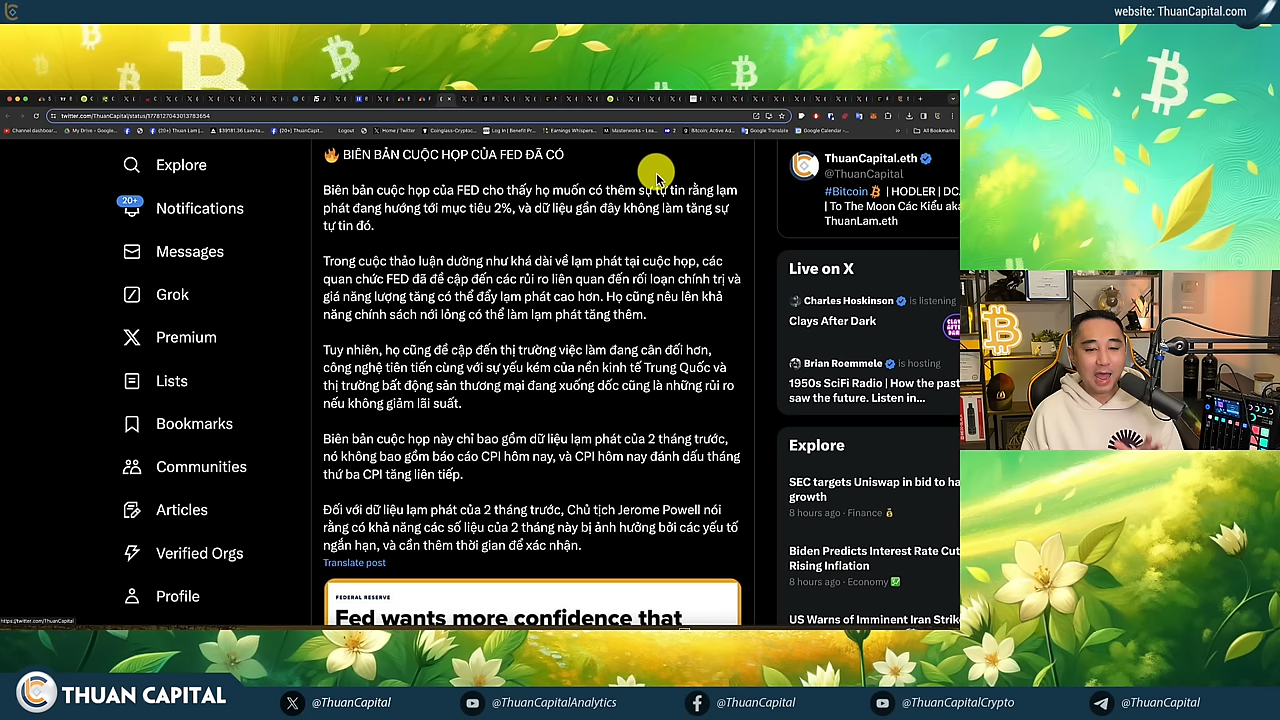 website: ThuanCapital.com
twitter.com/ThuanCapital/status/1778127043013783654
Explore
20+
Notifications
Messages
Grok
Premium
Lists
Bookmarks
Communities
Articles
Verified Orgs
Profile
https://twitter.com/ThuanCapital
🔥 BIÊN BẢN CUỘC HỌP CỦA FED ĐÃ CÓ
Biên bản cuộc họp của FED cho thấy họ muốn có thêm sự tự tin rằng lạm
phát đang hướng tới mục tiêu 2%, và dữ liệu gần đây không làm tăng sự
tự tin đó.
Trong cuộc thảo luận dường như khá dài về lạm phát tại cuộc họp, các
quan chức FED đã đề cập đến các rủi ro liên quan đến rối loạn chính trị và
giá năng lượng tăng có thể đẩy lạm phát cao hơn. Họ cũng nêu lên khả
năng chính sách nới lỏng có thể làm lạm phát tăng thêm.
Tuy nhiên, họ cũng đề cập đến thị trường việc làm đang cân đối hơn,
công nghệ tiên tiến cùng với sự yếu kém của nền kinh tế Trung Quốc và
thị trường bất động sản thương mại đang xuống dốc cũng là những rủi ro
nếu không giảm lãi suất.
Biên bản cuộc họp này chỉ bao gồm dữ liệu lạm phát của 2 tháng trước,
nó không bao gồm báo cáo CPI hôm nay, và CPI hôm nay đánh dấu tháng
thứ ba CPI tăng liên tiếp.
Đối với dữ liệu lạm phát của 2 tháng trước, Chủ tịch Jerome Powell nói
rằng có khả năng các số liệu của 2 tháng này bị ảnh hưởng bởi các yếu tố
ngắn hạn, và cần thêm thời gian để xác nhận.
Translate post
FEDERAL RESERVE
Fed wants more confidence that
ThuanCapital.eth
@ThuanCapital
#Bitcoin | HODLER | DC
| To The Moon Các Kiểu aka
ThuanLam.eth
Live on X
Charles Hoskinson is listening
Clays After Dark
Brian Roemmele is hosting
1950s SciFi Radio | How the past
saw the future. Listen in...
Explore
SEC targets Uniswap in bid to ha
growth
8 hours ago · Finance 💰
Biden Predicts Interest Rate Cut
Rising Inflation
8 hours ago · Economy 💹
US Warns of Imminent Iran Strik
THUAN CAPITAL
@ThuanCapital
@ThuanCapitalAnalytics
@ThuanCapital
@ThuanCapitalCrypto
@ThuanCapital